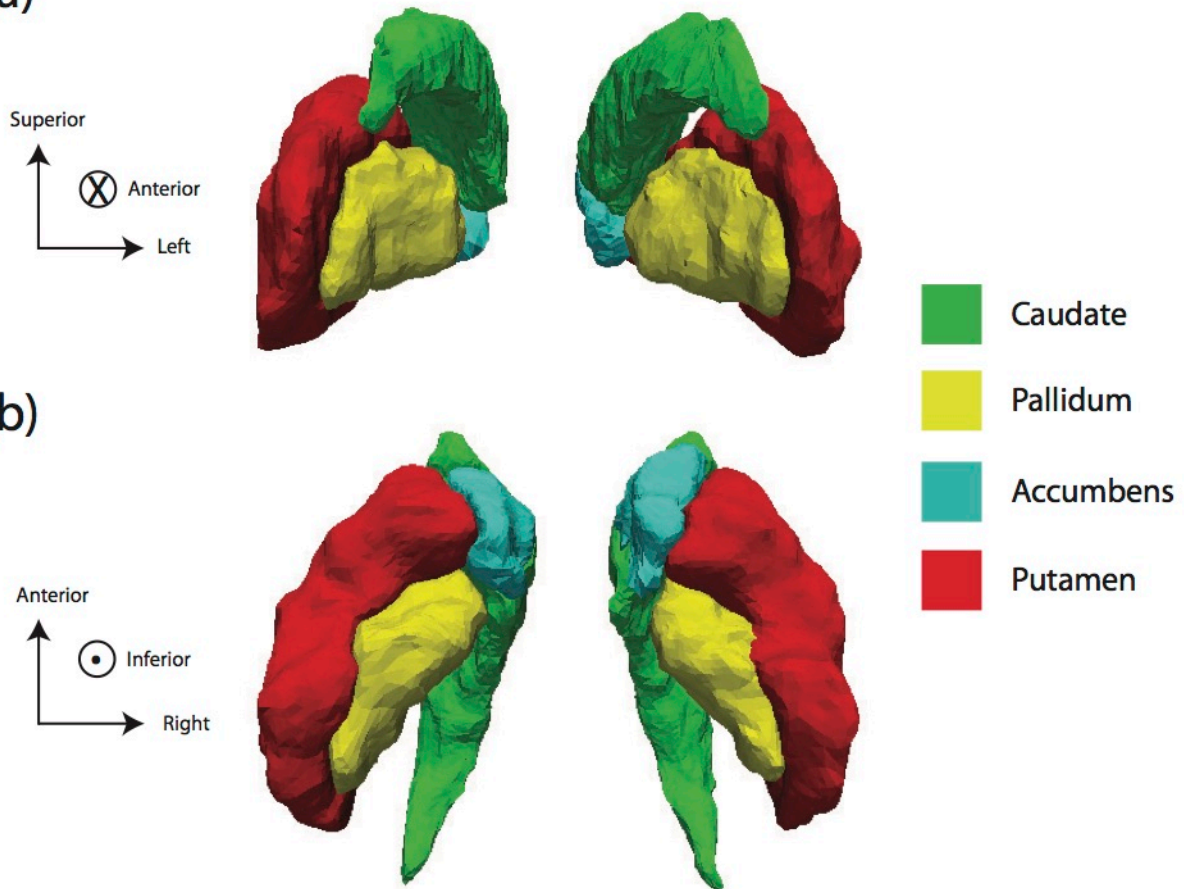 Superior
X Anterior
Left
Caudate
Pallidum
b)
Accumbens
Putamen
Anterior
Inferior
Right